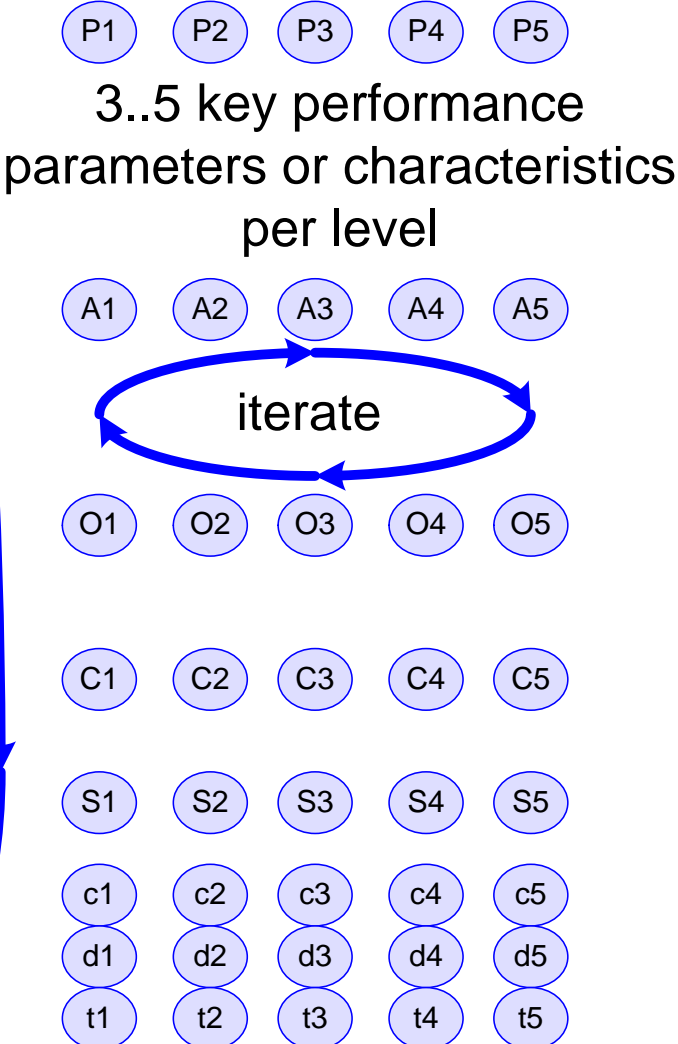 P1 P2 P3 P4 P5
3..5 key performance
parameters or characteristics
per level
A1 A2 A3 A4 A5
iterate
O1 O2 O3 O4 O5
C1 C2 C3 C4 C5
S1 S2 S3 S4 S5
c1 c2 c3 c4 c5
d1 d2 d3 d4 d5
t1 t2 t3 t4 t5